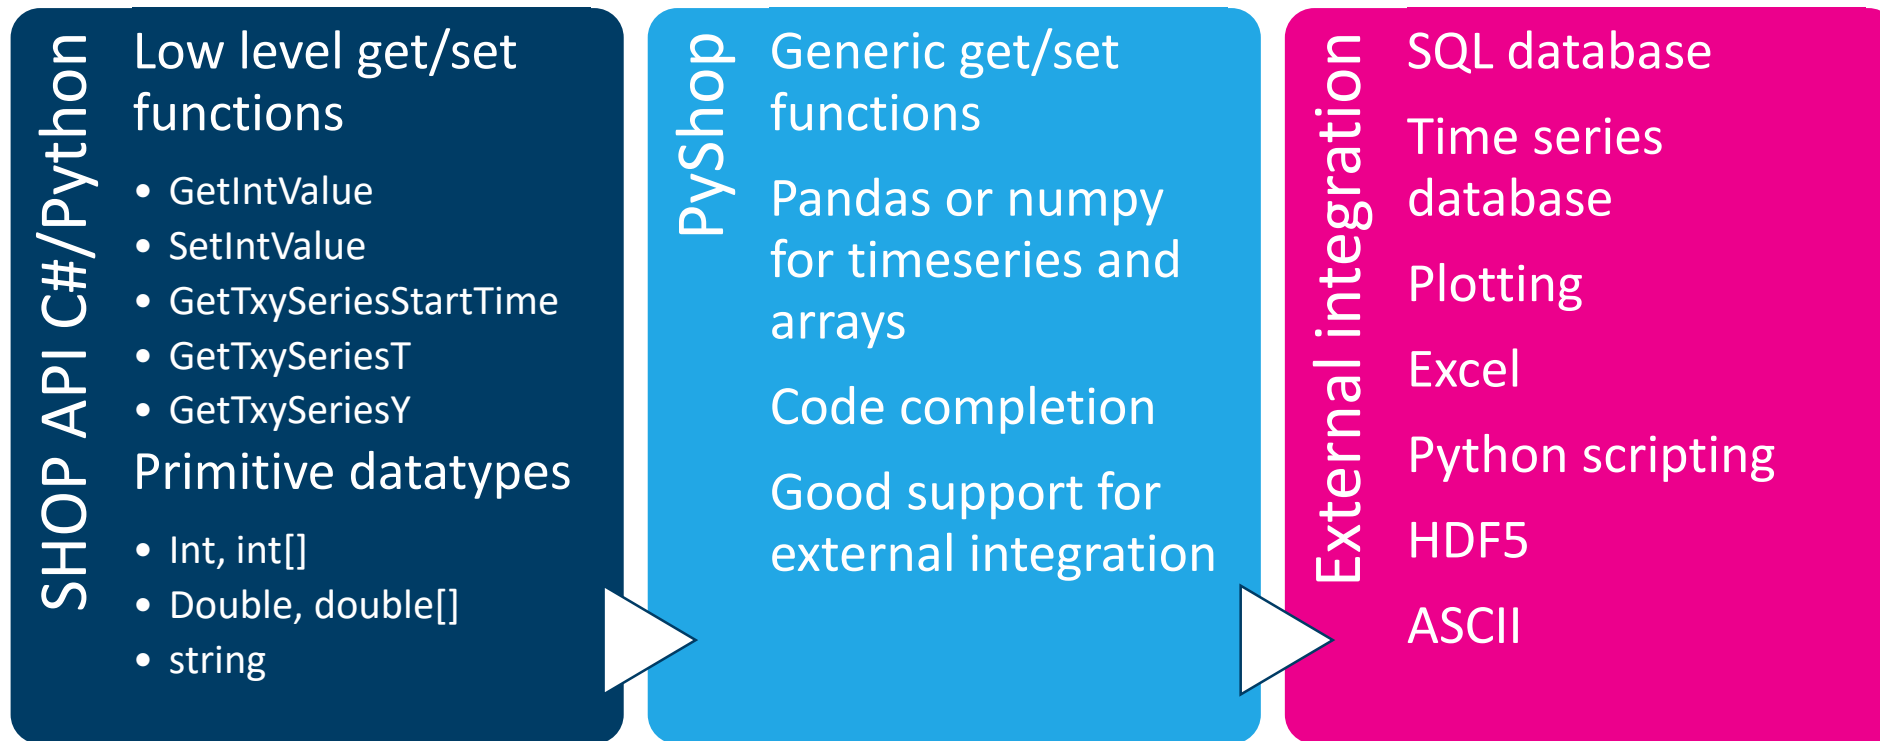 SHOP API C#/Python
Low level get/set
functions
• GetIntValue
• SetIntValue
• GetTxySeriesStartTime
• GetTxySeriesT
• GetTxySeriesY
Primitive datatypes
• Int, int[]
• Double, double[]
• string
PyShop
Generic get/set
functions
Pandas or numpy
for timeseries and
arrays
Code completion
Good support for
external integration
External integration
SQL database
Time series
database
Plotting
Excel
Python scripting
HDF5
ASCII